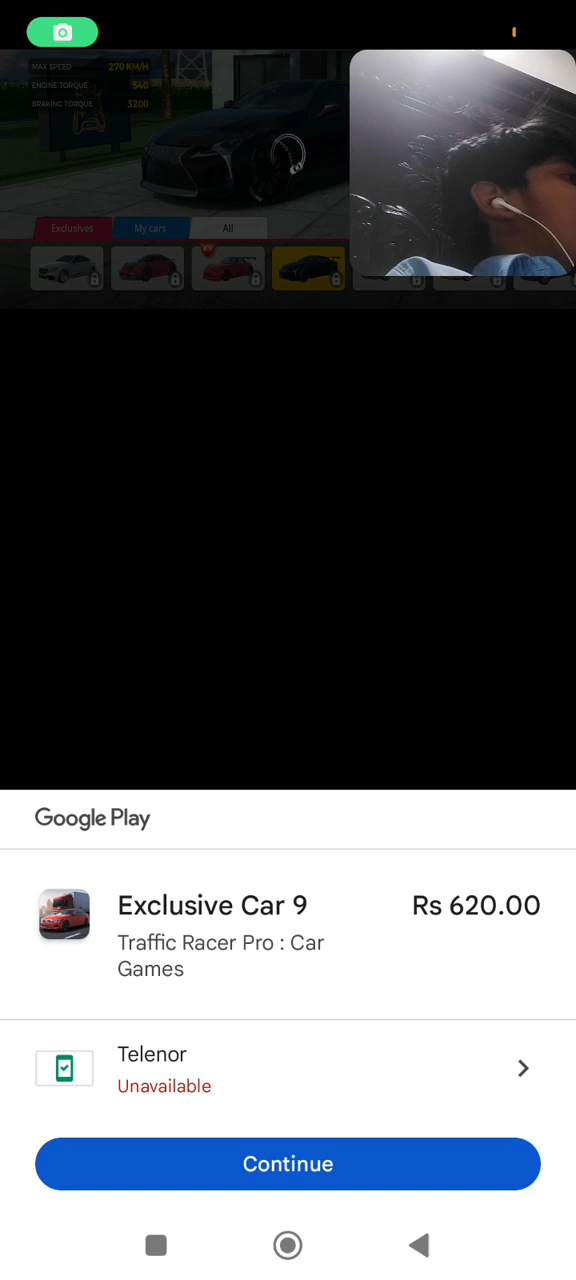 MAX SPEED 270 KM/H
ENGINE TORQUE 540
BRAKING TORQUE 3200
Exclusives My cars All
Google Play
Exclusive Car 9 Rs 620.00
Traffic Racer Pro : Car
Games
Telenor
Unavailable
Continue